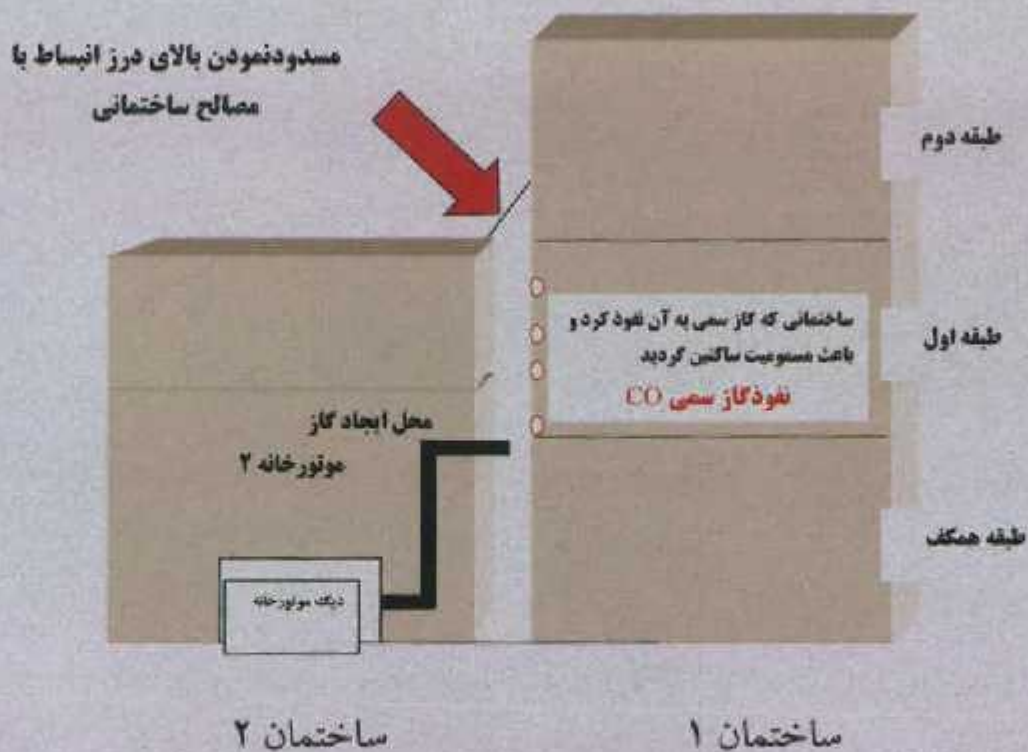 مسدودنمودن بالای درز انبساط با
مصالح ساختمانی
طبقه دوم
ساختمانی که گاز سمی به آن نفوذ کرد و
باعث مسمومیت ساکنین گردید
نفوذگاز سمی CO
طبقه اول
محل ایجاد گاز
موتورخانه ۲
طبقه همکف
دیگ موتورخانه
ساختمان ۱
ساختمان ۲